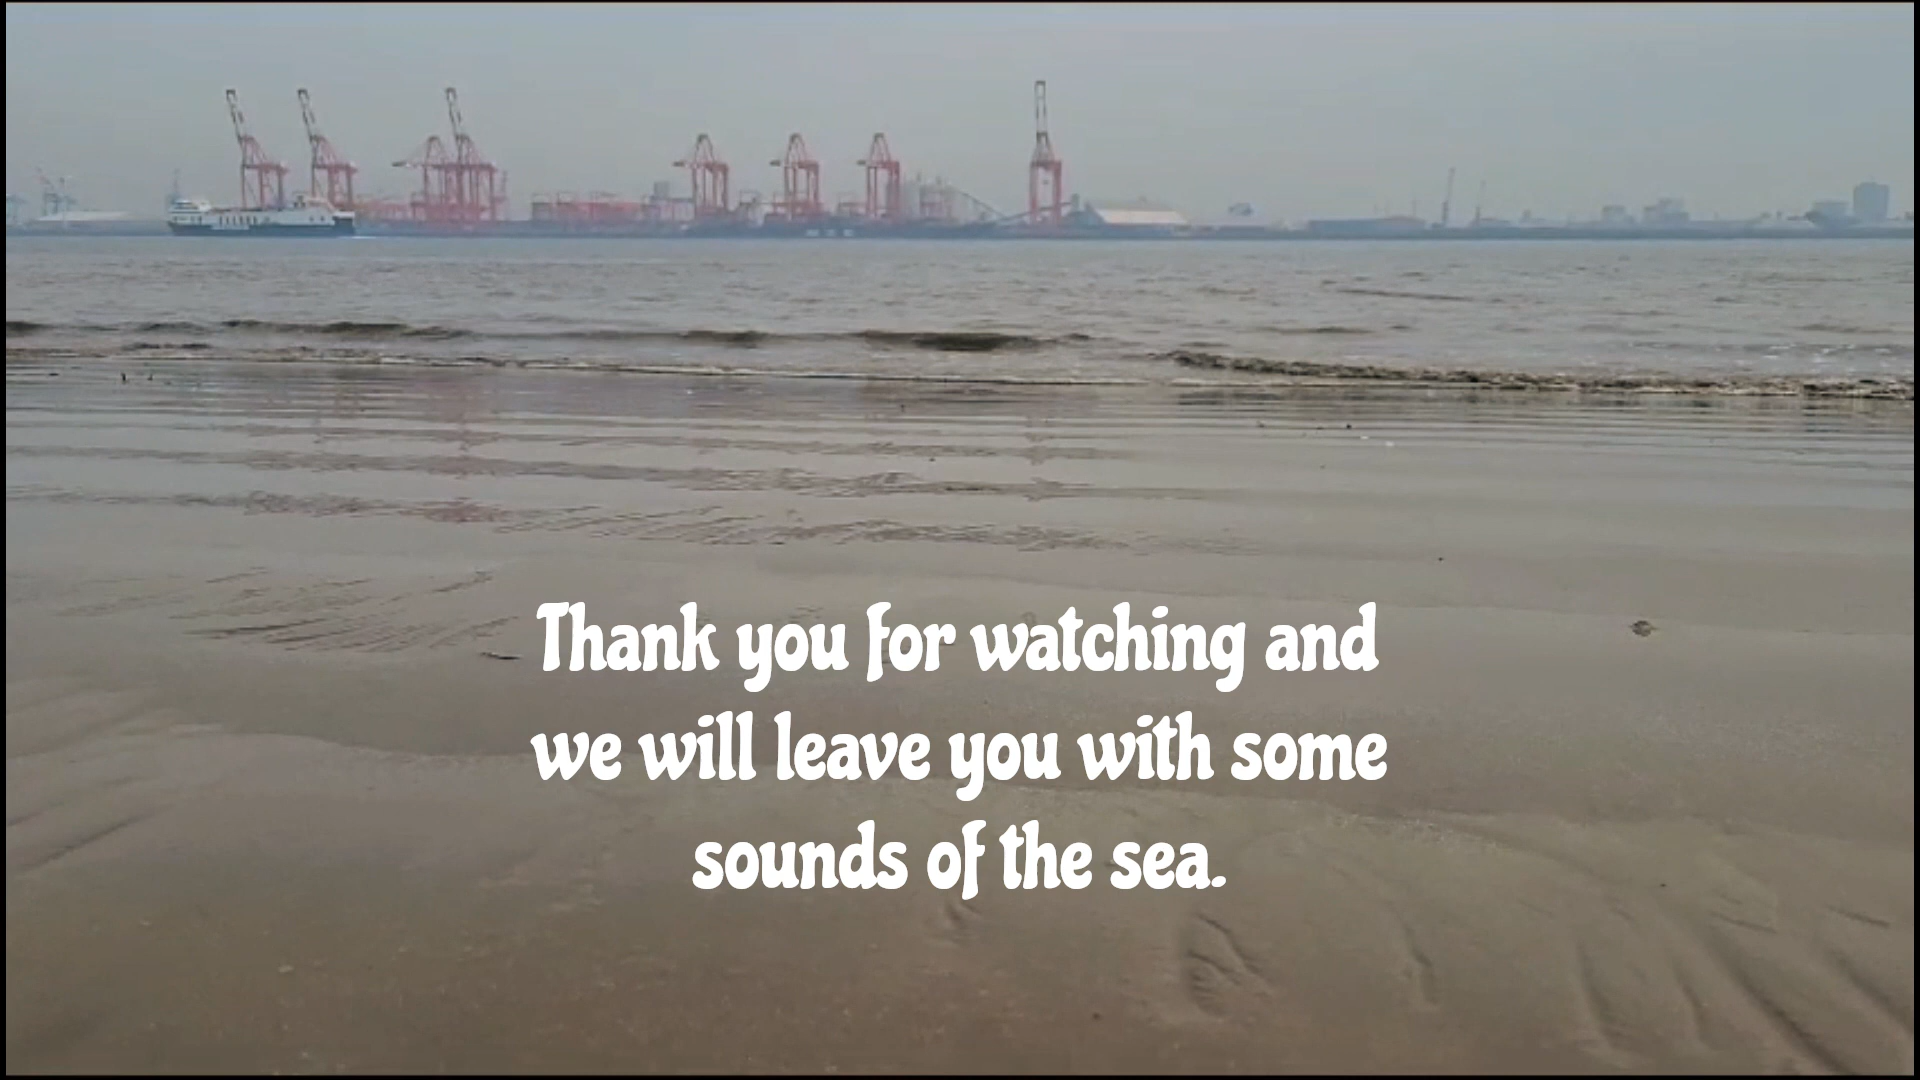 Thank you for watching and
we will leave you with some
sounds of the sea.